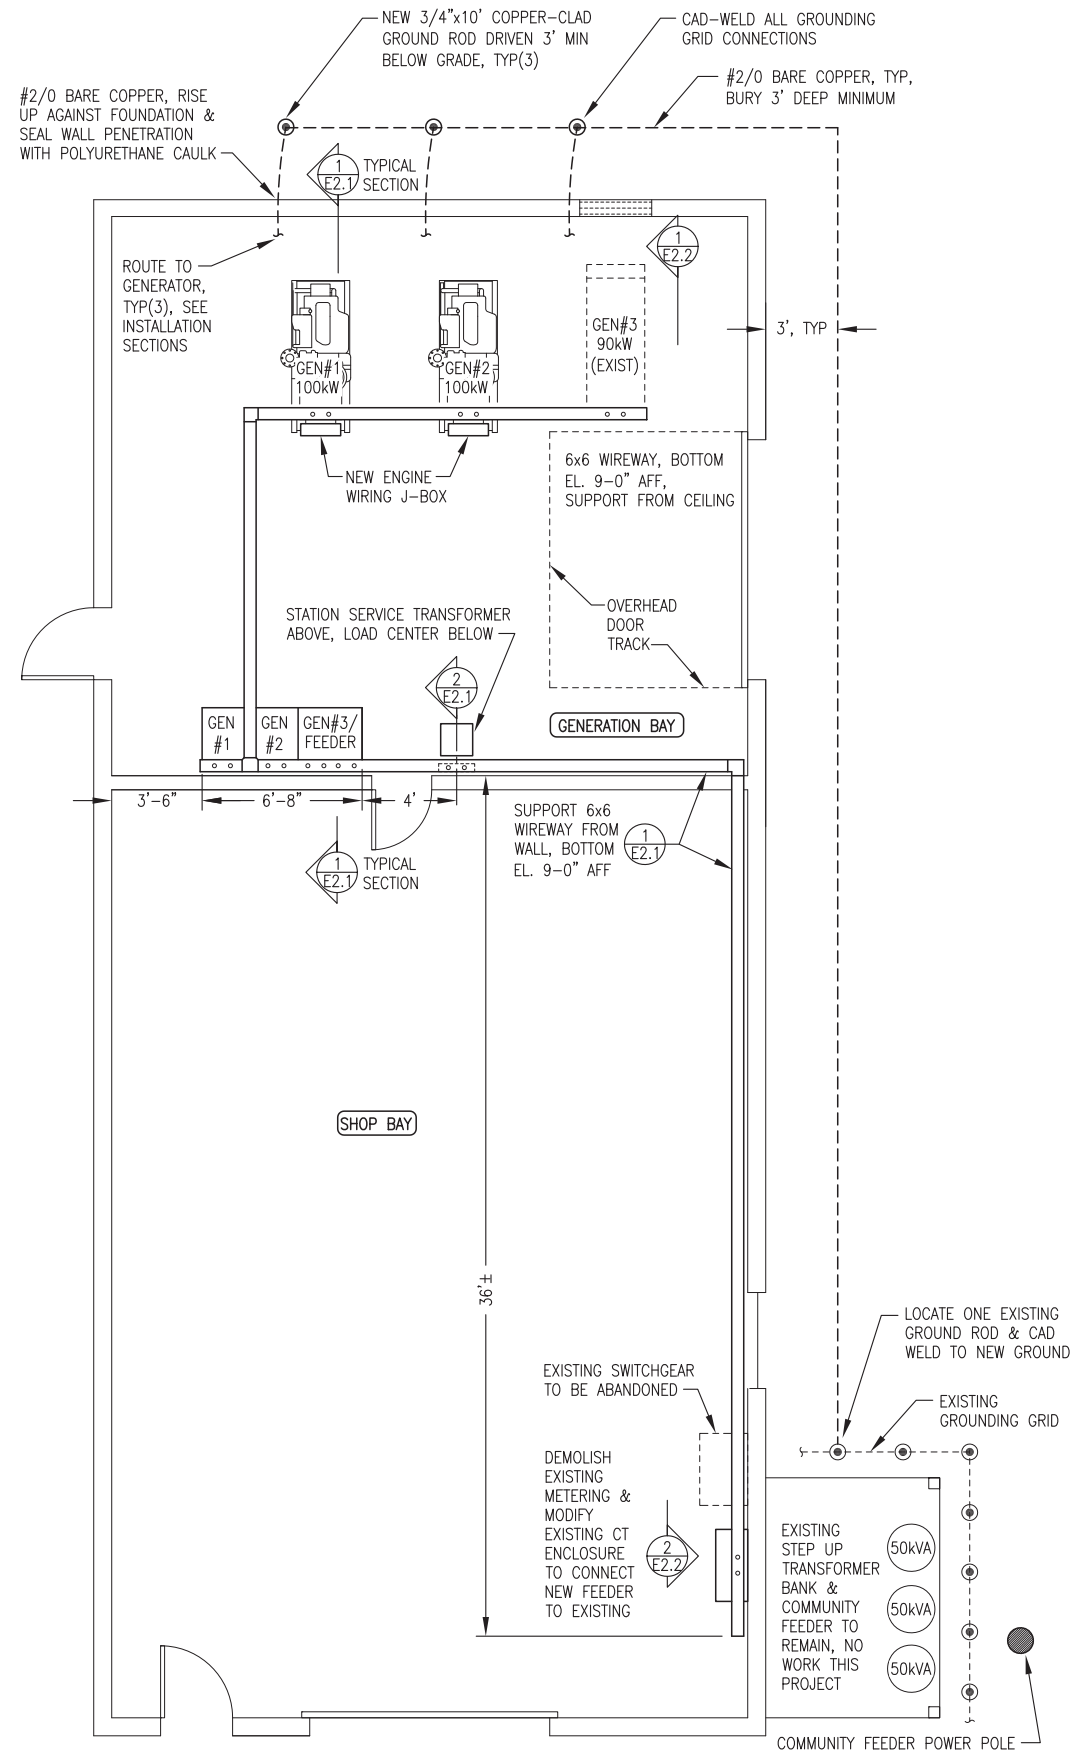 NEW 3/4"x10' COPPER-CLAD
GROUND ROD DRIVEN 3' MIN
BELOW GRADE, TYP(3)
CAD-WELD ALL GROUNDING
GRID CONNECTIONS
#2/0 BARE COPPER, TYP,
BURY 3' DEEP MINIMUM
#2/0 BARE COPPER, RISE
UP AGAINST FOUNDATION &
SEAL WALL PENETRATION
WITH POLYURETHANE CAULK
1
E2.1
TYPICAL
SECTION
1
E2.2
ROUTE TO
GENERATOR,
TYP(3), SEE
INSTALLATION
SECTIONS
GEN#1
100kW
GEN#2
100kW
GEN#3
90kW
(EXIST)
3', TYP
NEW ENGINE
WIRING J-BOX
6x6 WIREWAY, BOTTOM
EL. 9-0" AFF,
SUPPORT FROM CEILING
OVERHEAD
DOOR
TRACK
STATION SERVICE TRANSFORMER
ABOVE, LOAD CENTER BELOW
2
E2.1
GEN
#1
GEN
#2
GEN#3/
FEEDER
GENERATION BAY
3'-6"
6'-8"
4'
SUPPORT 6x6
WIREWAY FROM
WALL, BOTTOM
EL. 9-0" AFF
1
E2.1
1
E2.1
TYPICAL
SECTION
SHOP BAY
36'±
LOCATE ONE EXISTING
GROUND ROD & CAD
WELD TO NEW GROUND
EXISTING SWITCHGEAR
TO BE ABANDONED
EXISTING
GROUNDING GRID
DEMOLISH
EXISTING
METERING &
MODIFY
EXISTING CT
ENCLOSURE
TO CONNECT
NEW FEEDER
TO EXISTING
2
E2.2
EXISTING
STEP UP
TRANSFORMER
BANK &
COMMUNITY
FEEDER TO
REMAIN, NO
WORK THIS
PROJECT
50kVA
50kVA
50kVA
COMMUNITY FEEDER POWER POLE